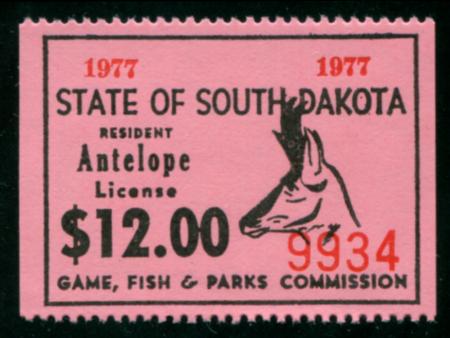 1977 1977
STATE OF SOUTH DAKOTA
RESIDENT
Antelope
License
$12.00
9934
GAME, FISH & PARKS COMMISSION